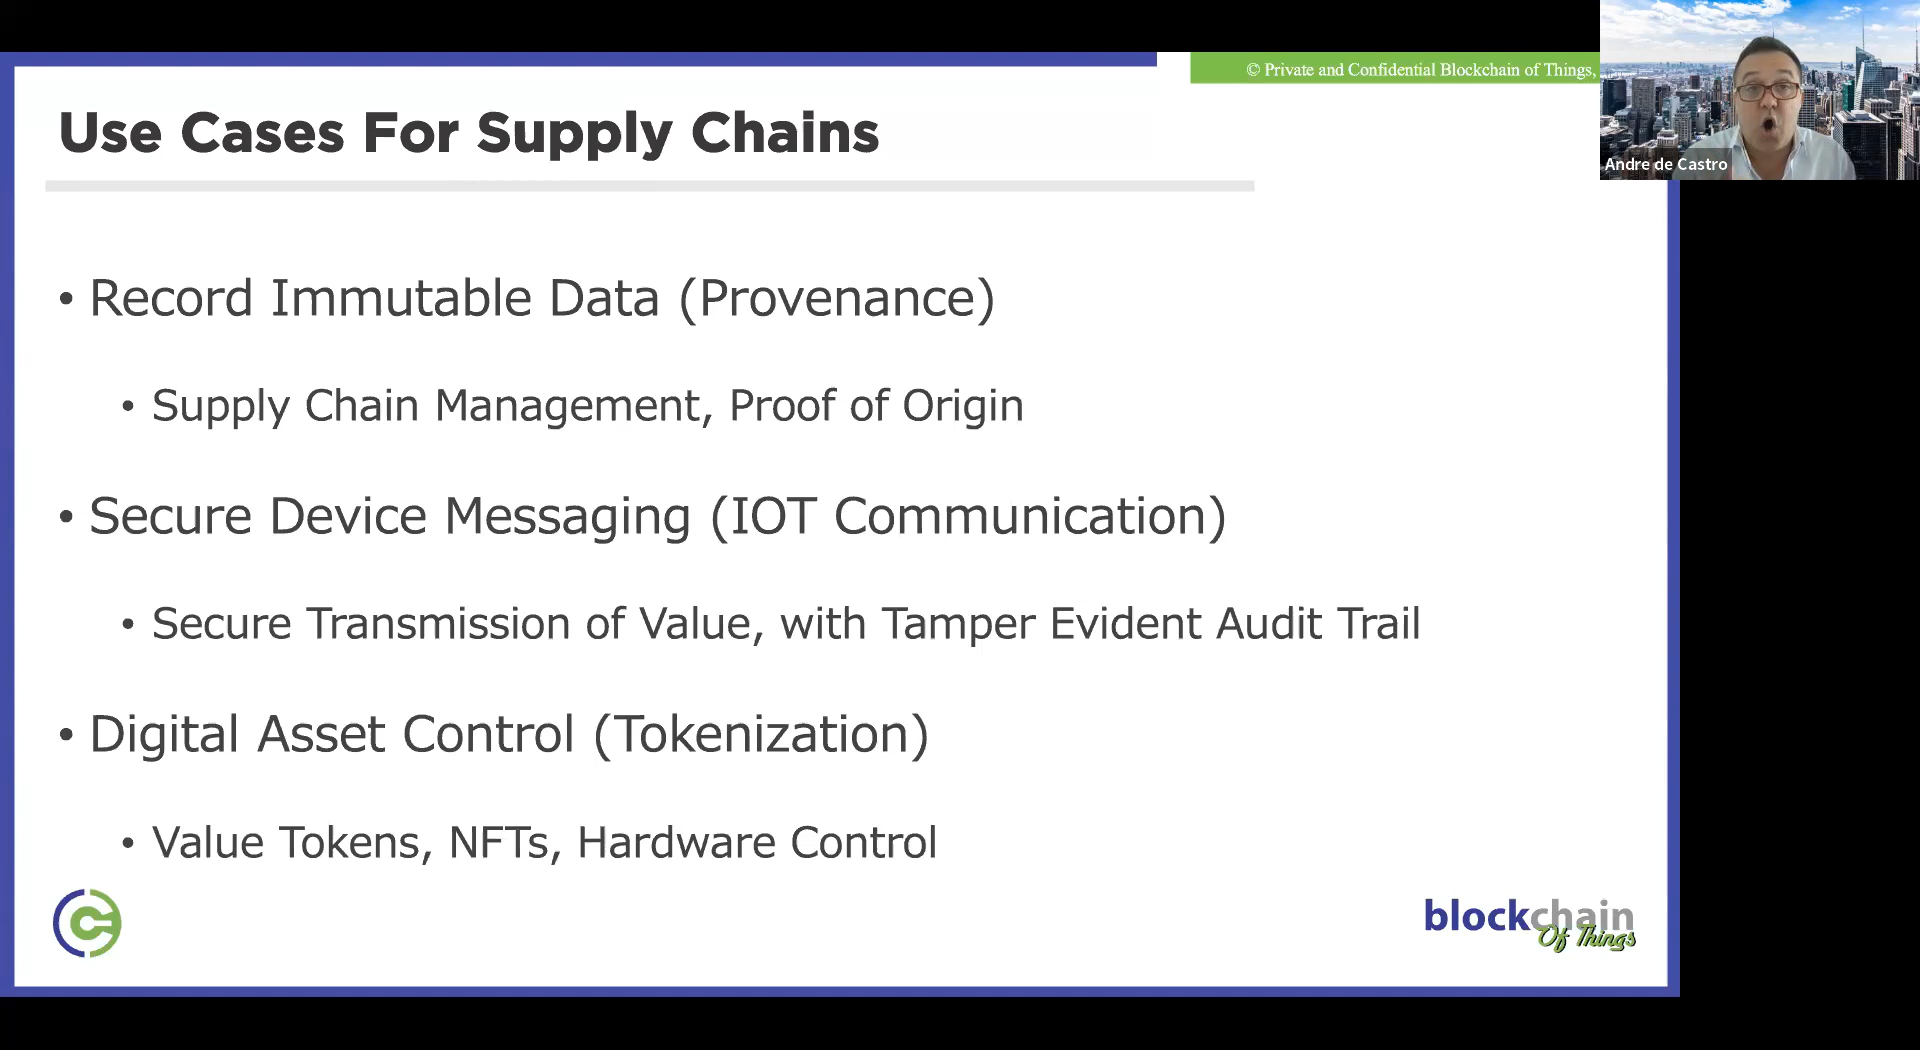 © Private and Confidential Blockchain of Things,
Andre de Castro
Use Cases For Supply Chains
• Record Immutable Data (Provenance)
• Supply Chain Management, Proof of Origin
• Secure Device Messaging (IOT Communication)
• Secure Transmission of Value, with Tamper Evident Audit Trail
• Digital Asset Control (Tokenization)
• Value Tokens, NFTs, Hardware Control
blockchain
Of Things